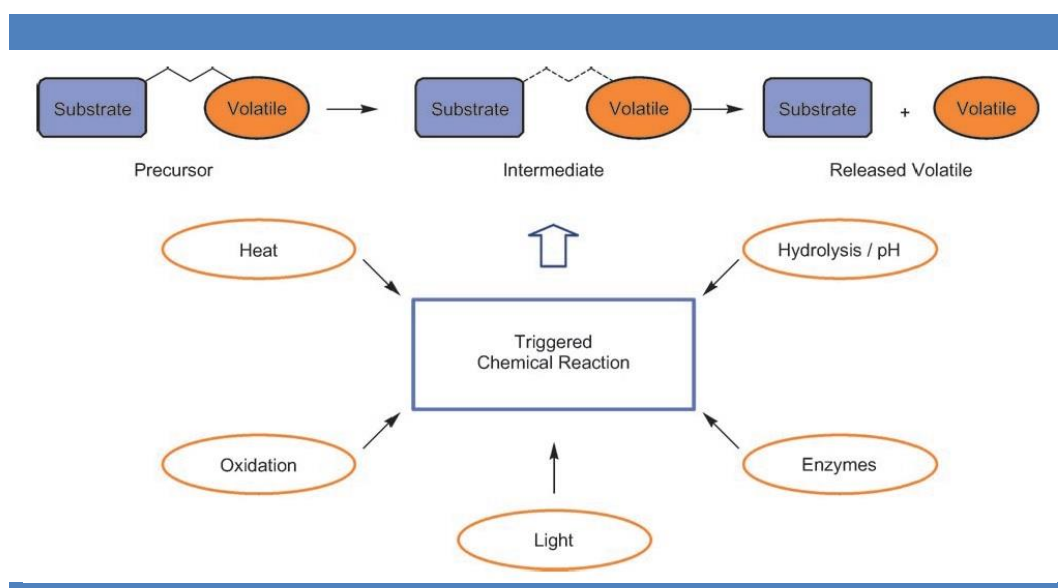 Substrate
Volatile
Substrate
Volatile
Substrate
+
Volatile
Precursor
Intermediate
Released Volatile
Heat
Hydrolysis / pH
Triggered
Chemical Reaction
Oxidation
Enzymes
Light